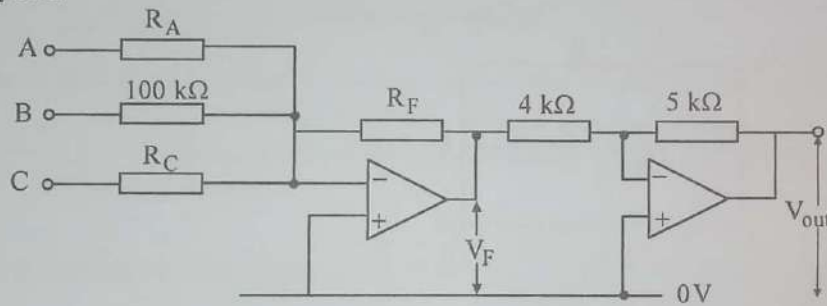 R_A
A
100 kΩ
B
R_F
4 kΩ
5 kΩ
R_C
C
−
+
−
+
V_F
V_out
0V